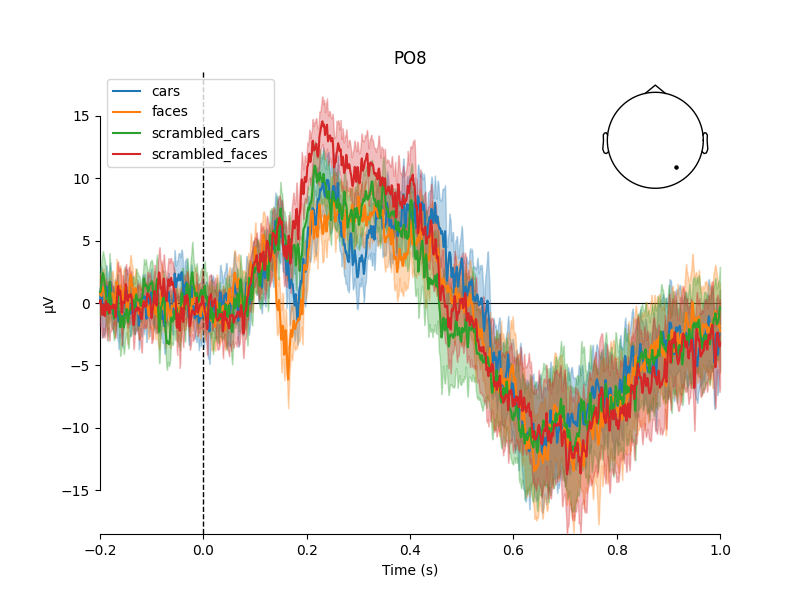 PO8
cars
faces
scrambled_cars
scrambled_faces
15
10
5
0
−5
−10
−15
µV
−0.2
0.0
0.2
0.4
0.6
0.8
1.0
Time (s)